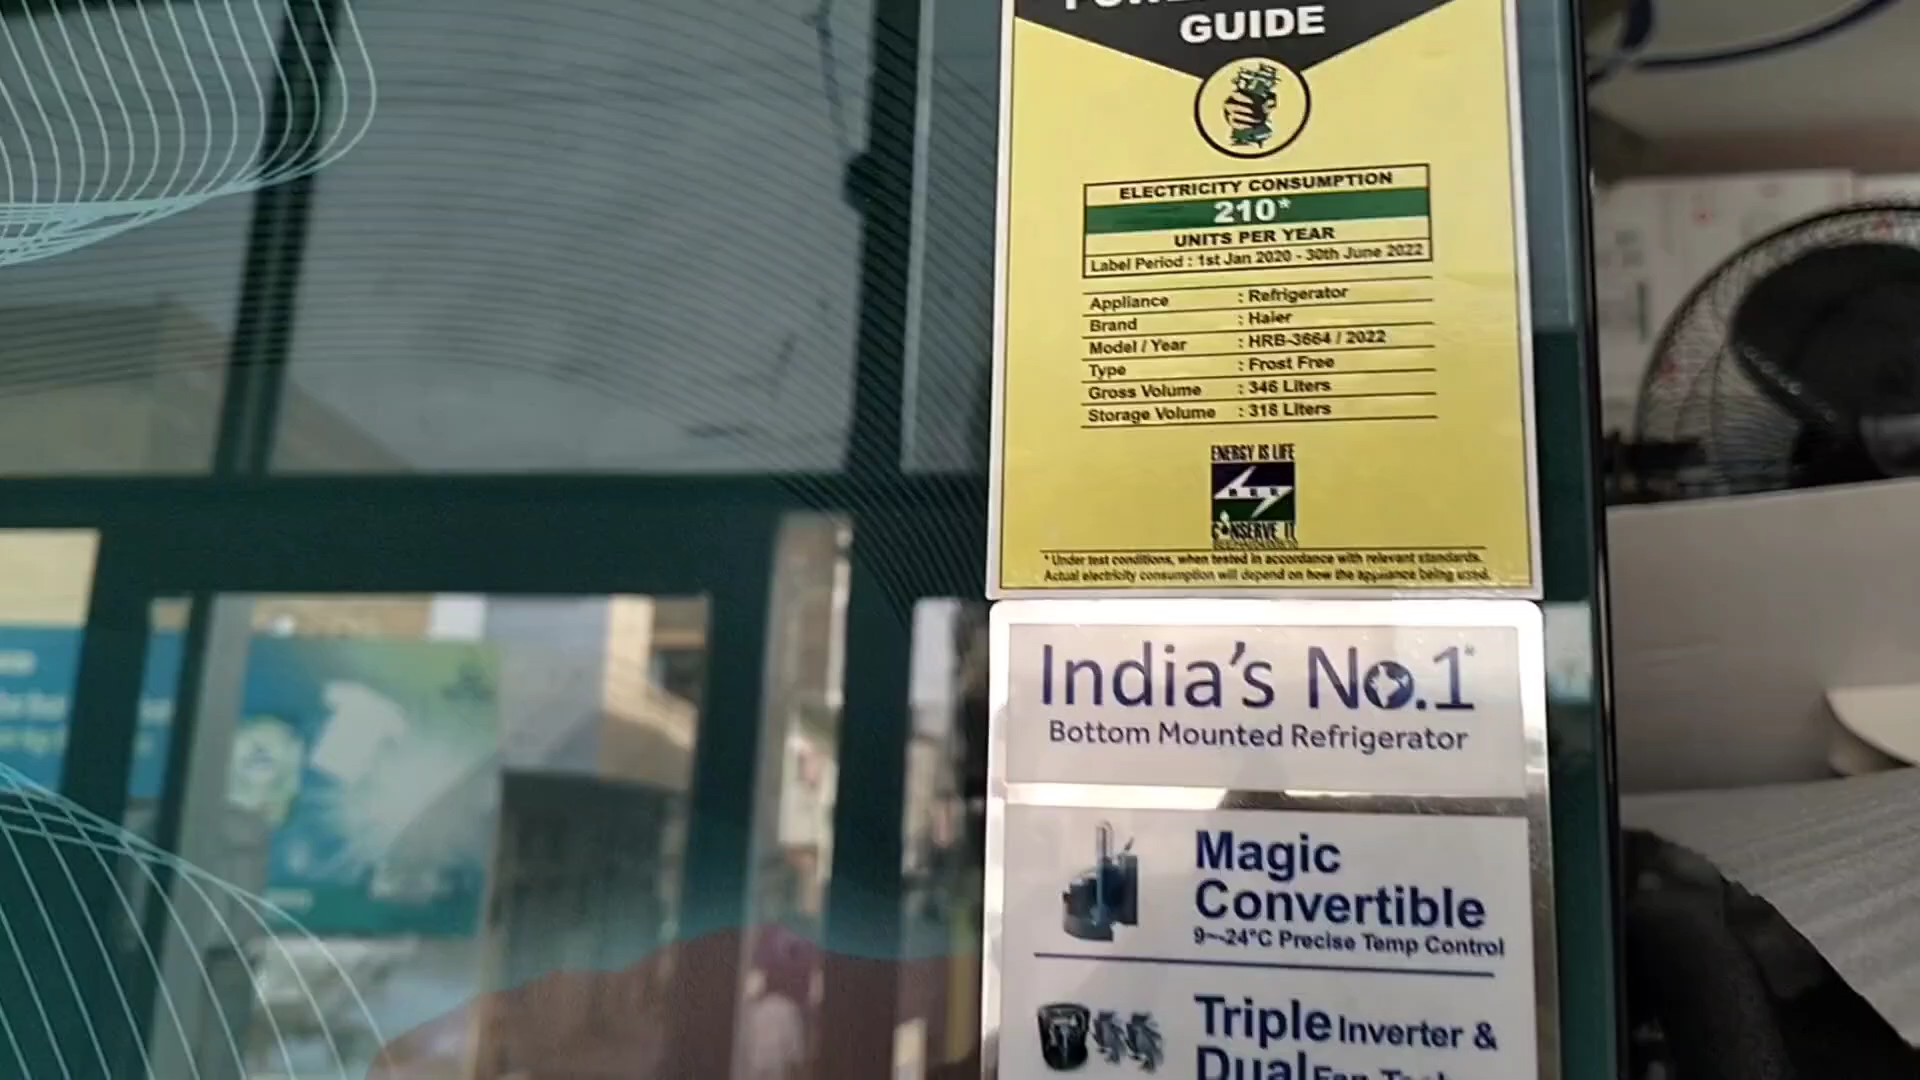 GUIDE
ELECTRICITY CONSUMPTION
210*
UNITS PER YEAR
Label Period : 1st Jan 2020 - 30th June 2022
Appliance : Refrigerator
Brand : Haier
Model / Year : HRB-3664 / 2022
Type : Frost Free
Gross Volume : 346 Liters
Storage Volume : 318 Liters
ENERGY IS LIFE
BEE
CONSERVE IT
* Under test conditions, when tested in accordance with relevant standards.
Actual electricity consumption will depend on how the appliance being used.
India's No.1*
Bottom Mounted Refrigerator
Magic
Convertible
9~-24°C Precise Temp Control
Triple Inverter &
Dual Fan